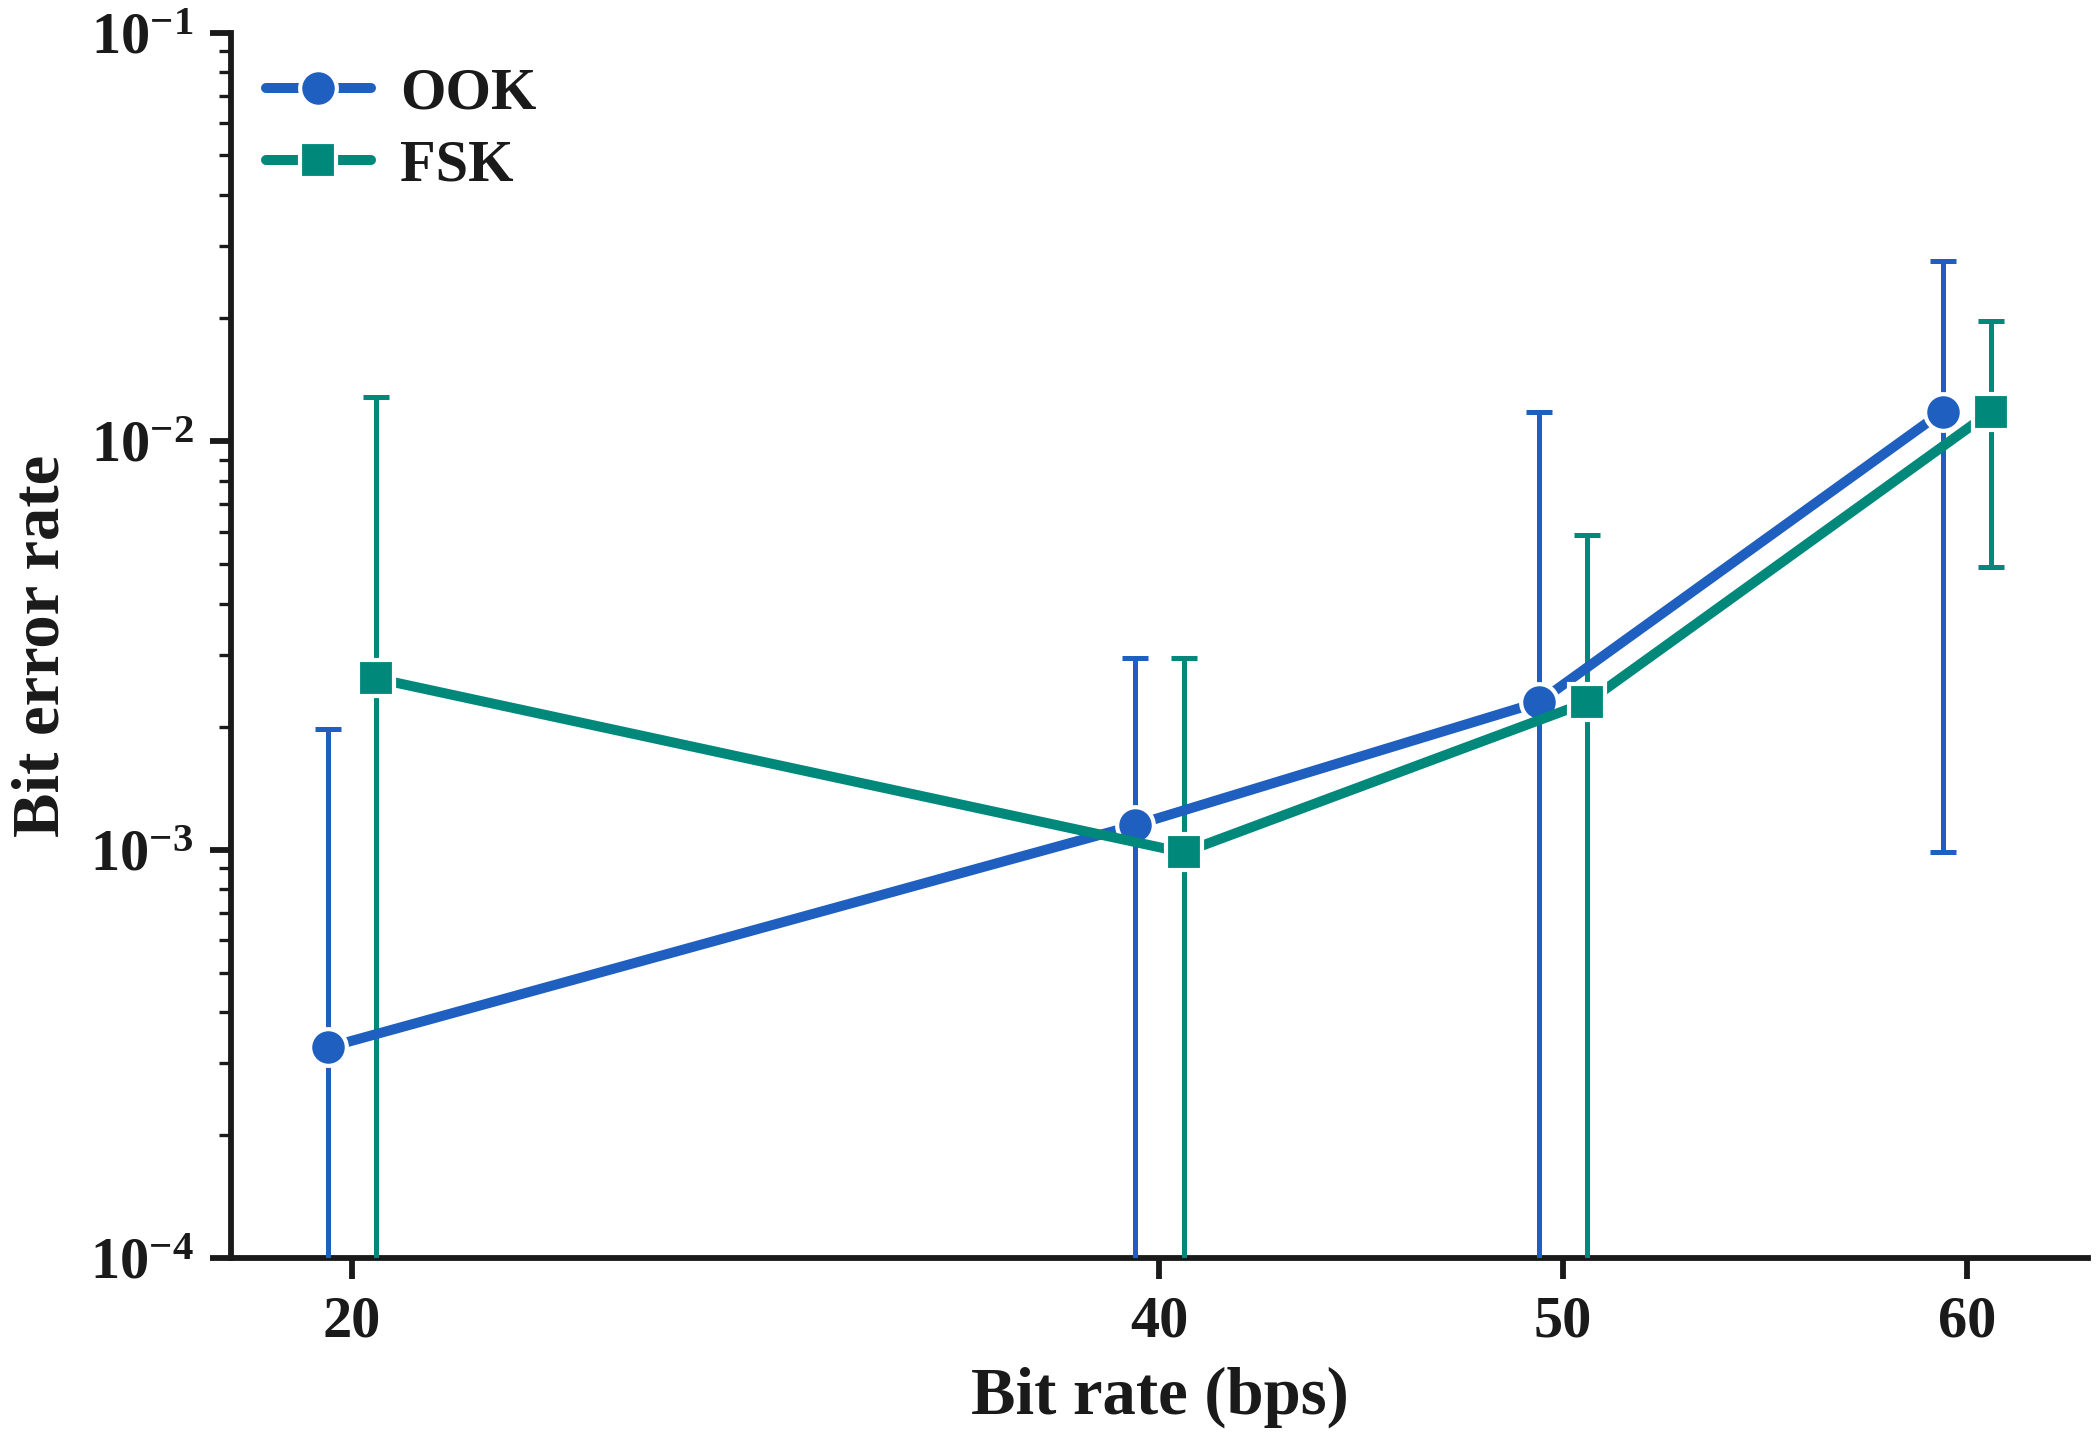 10⁻¹
OOK
FSK
10⁻²
10⁻³
10⁻⁴
Bit error rate
20 40 50 60
Bit rate (bps)